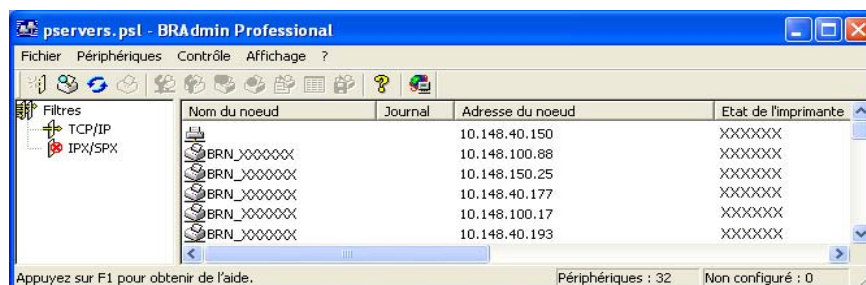 pservers.psl - BRAdmin Professional
Fichier Périphériques Contrôle Affichage ?
Filtres
TCP/IP
IPX/SPX
Nom du noeud Journal Adresse du noeud Etat de l'imprimante
10.148.40.150 XXXXXX
BRN_XXXXXX 10.148.100.88 XXXXXX
BRN_XXXXXX 10.148.150.25 XXXXXX
BRN_XXXXXX 10.148.40.177 XXXXXX
BRN_XXXXXX 10.148.100.17 XXXXXX
BRN_XXXXXX 10.148.40.193 XXXXXX
Appuyez sur F1 pour obtenir de l'aide. Périphériques : 32 Non configuré : 0